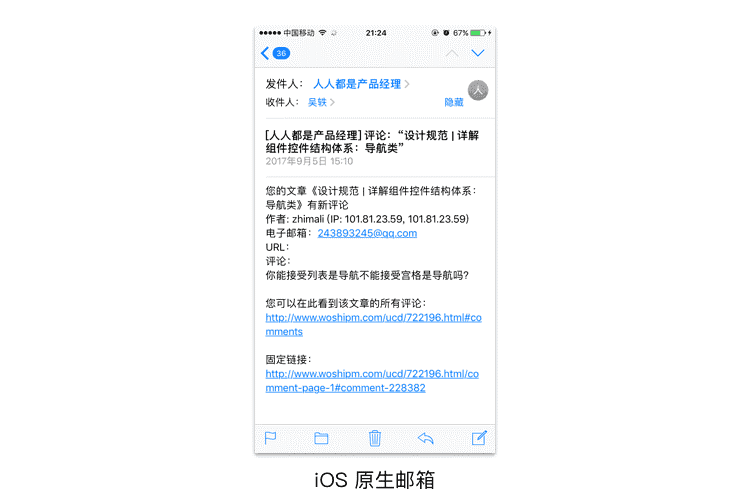 中国移动 21:24 67%
36
发件人： 人人都是产品经理 人
收件人： 吴轶 隐藏
[人人都是产品经理] 评论：“设计规范 | 详解
组件控件结构体系：导航类”
2017年9月5日 15:10
您的文章《设计规范 | 详解组件控件结构体系：
导航类》有新评论
作者: zhimali (IP: 101.81.23.59, 101.81.23.59)
电子邮箱：243893245@qq.com
URL：
评论：
你能接受列表是导航不能接受宫格是导航吗?
您可以在此看到该文章的所有评论：
http://www.woshipm.com/ucd/722196.html#co
mments
固定链接：
http://www.woshipm.com/ucd/722196.html/co
mment-page-1#comment-228382
iOS 原生邮箱